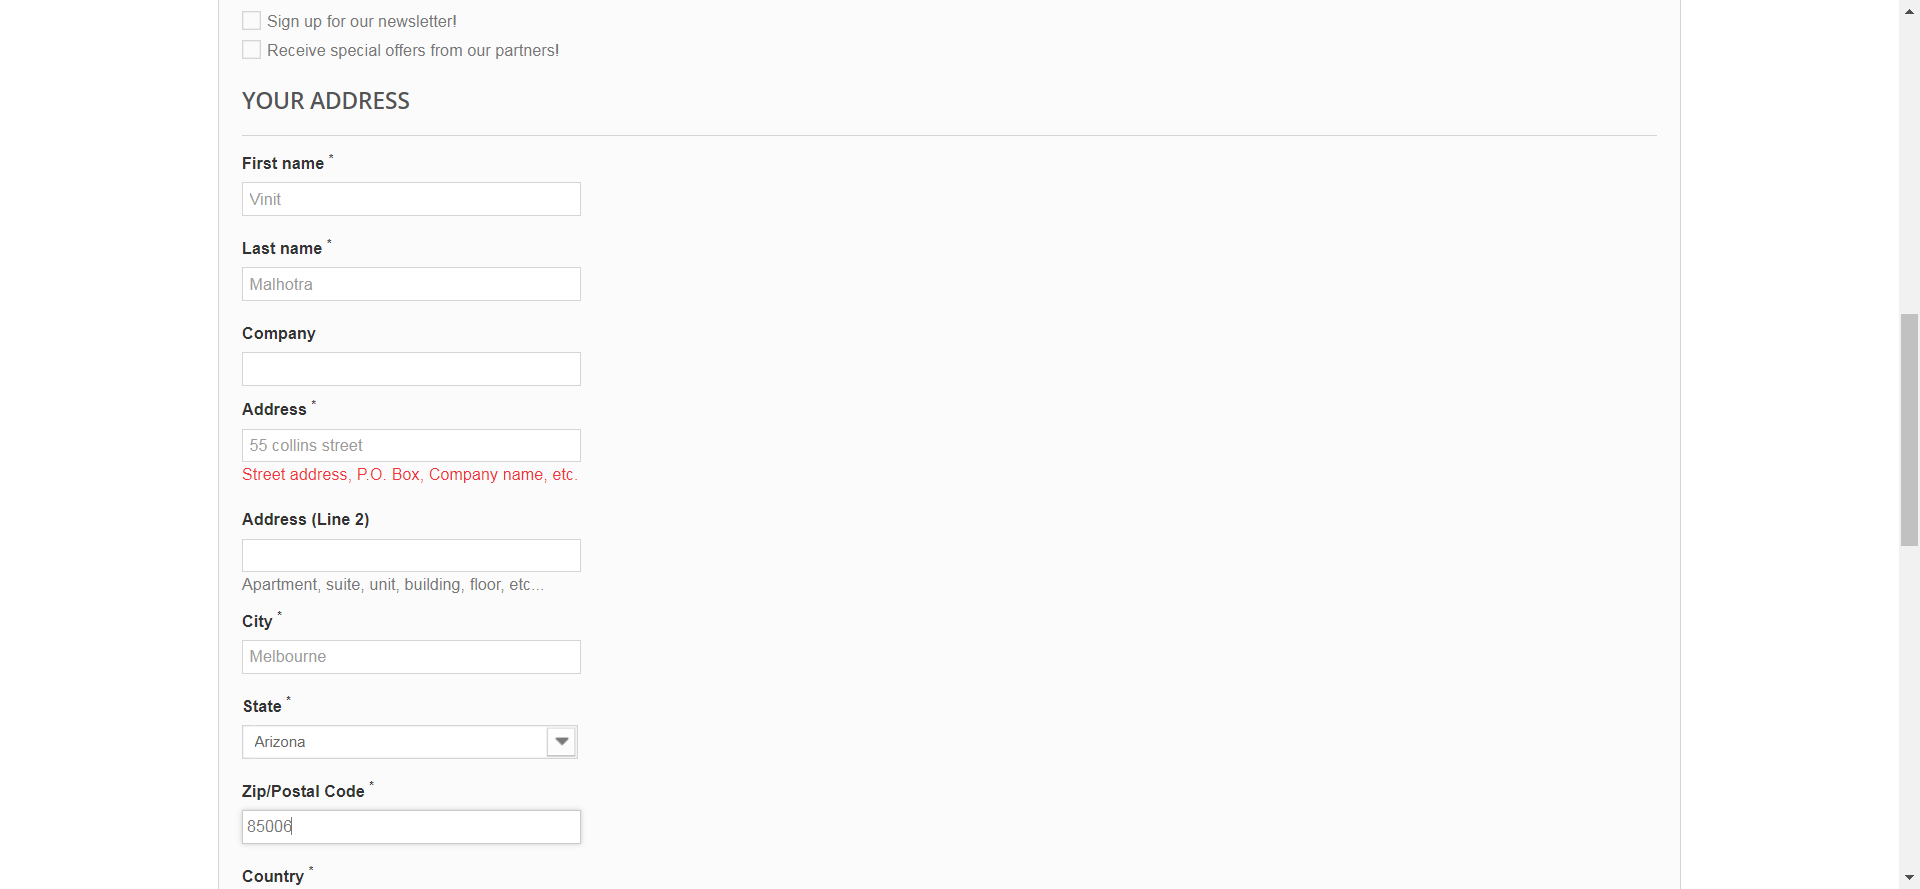 Sign up for our newsletter!
Receive special offers from our partners!
YOUR ADDRESS
First name *
Vinit
Last name *
Malhotra
Company
Address *
55 collins street
Street address, P.O. Box, Company name, etc.
Address (Line 2)
Apartment, suite, unit, building, floor, etc...
City *
Melbourne
State *
Arizona
Zip/Postal Code *
85006
Country *